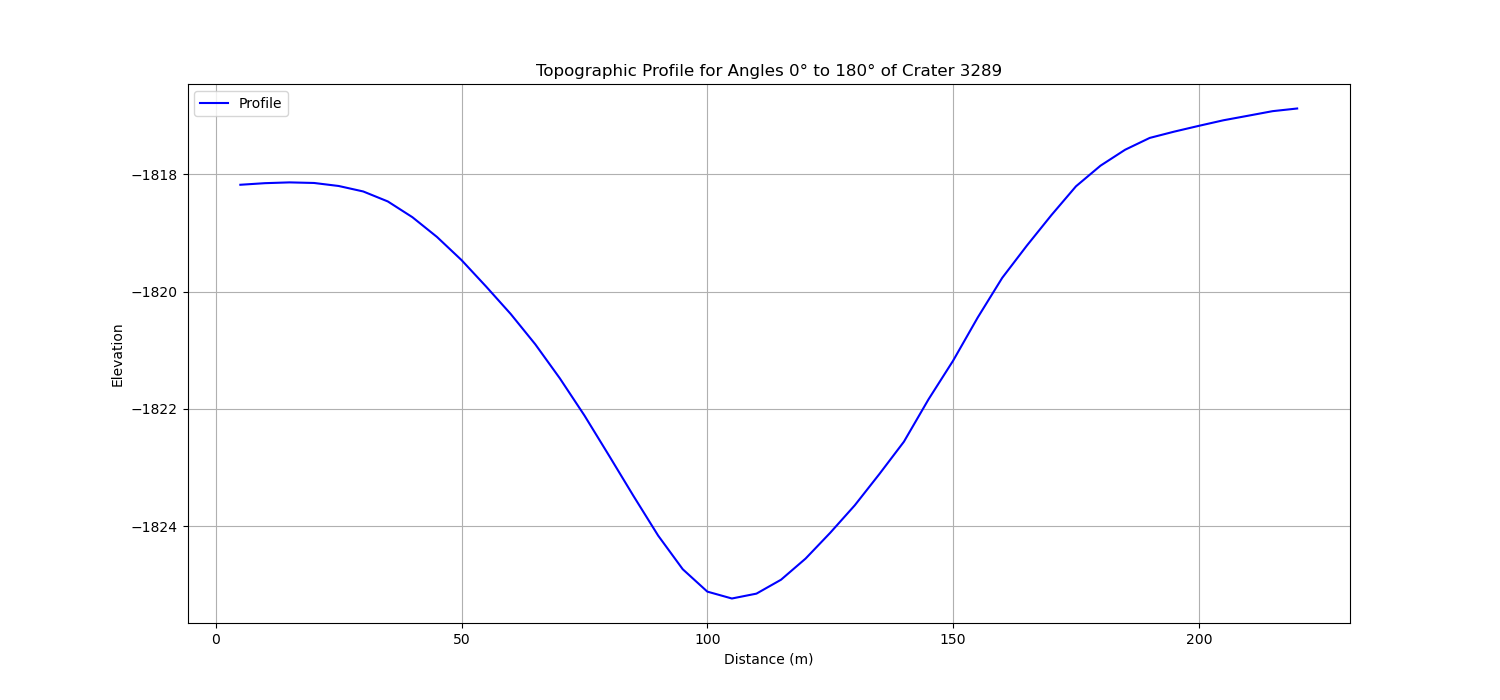 Topographic Profile for Angles 0° to 180° of Crater 3289
Profile
−1818
−1820
−1822
−1824
Elevation
0
50
100
150
200
Distance (m)